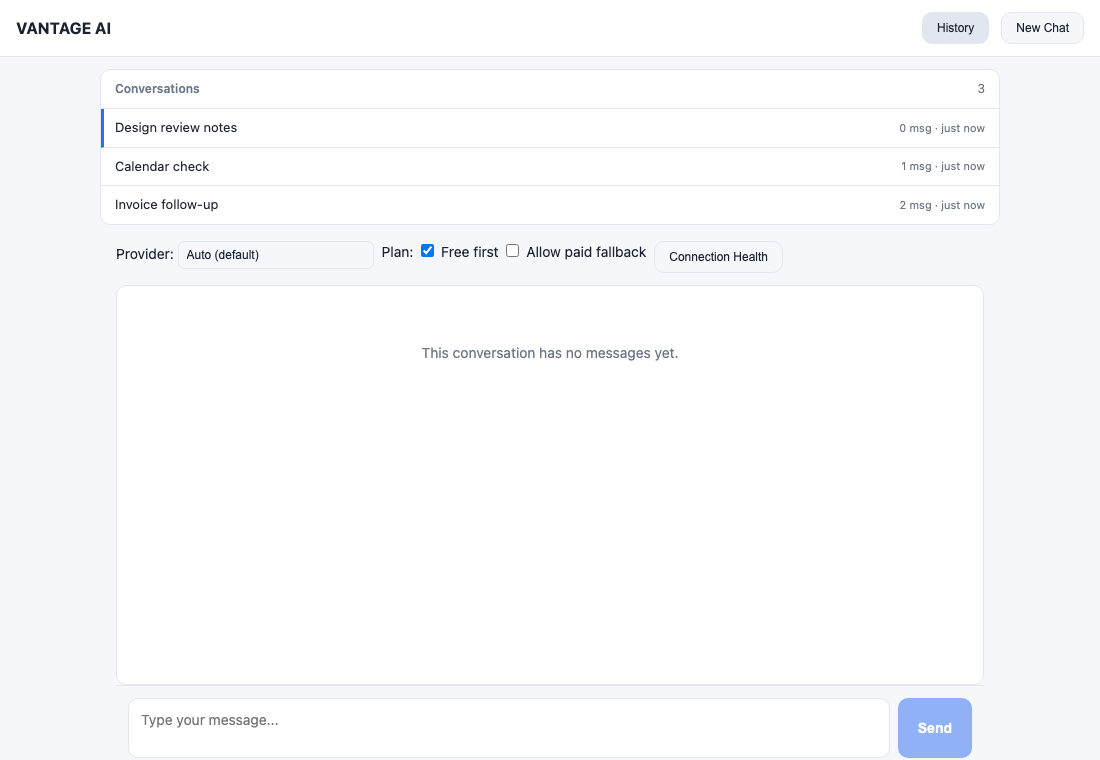 VANTAGE AI
History
New Chat
Conversations 3
Design review notes 0 msg · just now
Calendar check 1 msg · just now
Invoice follow-up 2 msg · just now
Provider: Auto (default) Plan: Free first Allow paid fallback Connection Health
This conversation has no messages yet.
Type your message...
Send